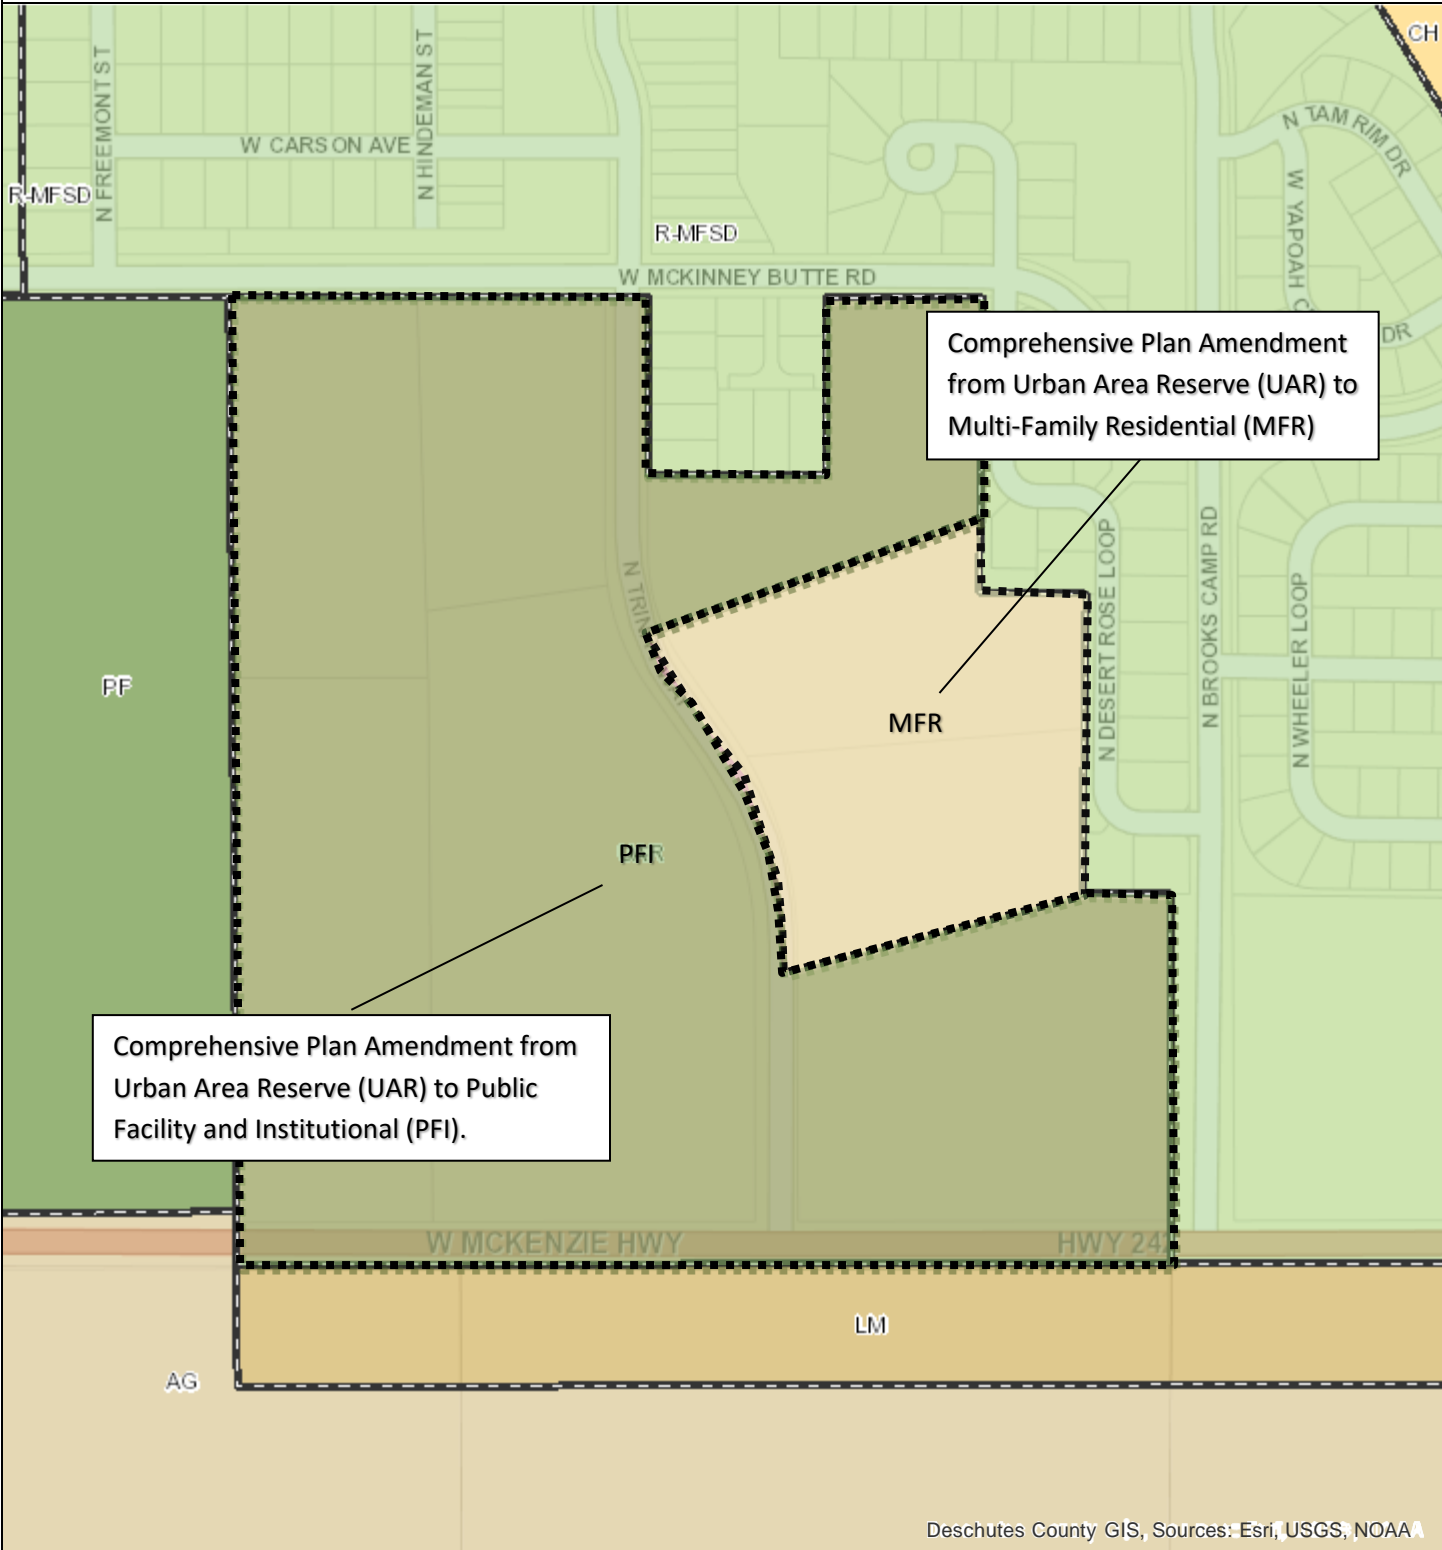 CH
N FREEMONT ST
N HINDEMAN ST
N TAM RIM DR
W CARSON AVE
R-MFSD
W YAPOAH
R-MFSD
W MCKINNEY BUTTE RD
DR
Comprehensive Plan Amendment
from Urban Area Reserve (UAR) to
Multi-Family Residential (MFR)
N DESERT ROSE LOOP
N BROOKS CAMP RD
N WHEELER LOOP
PF
MFR
PFI
Comprehensive Plan Amendment from
Urban Area Reserve (UAR) to Public
Facility and Institutional (PFI).
W MCKENZIE HWY
HWY 242
LM
AG
Deschutes County GIS, Sources: Esri, USGS, NOAA